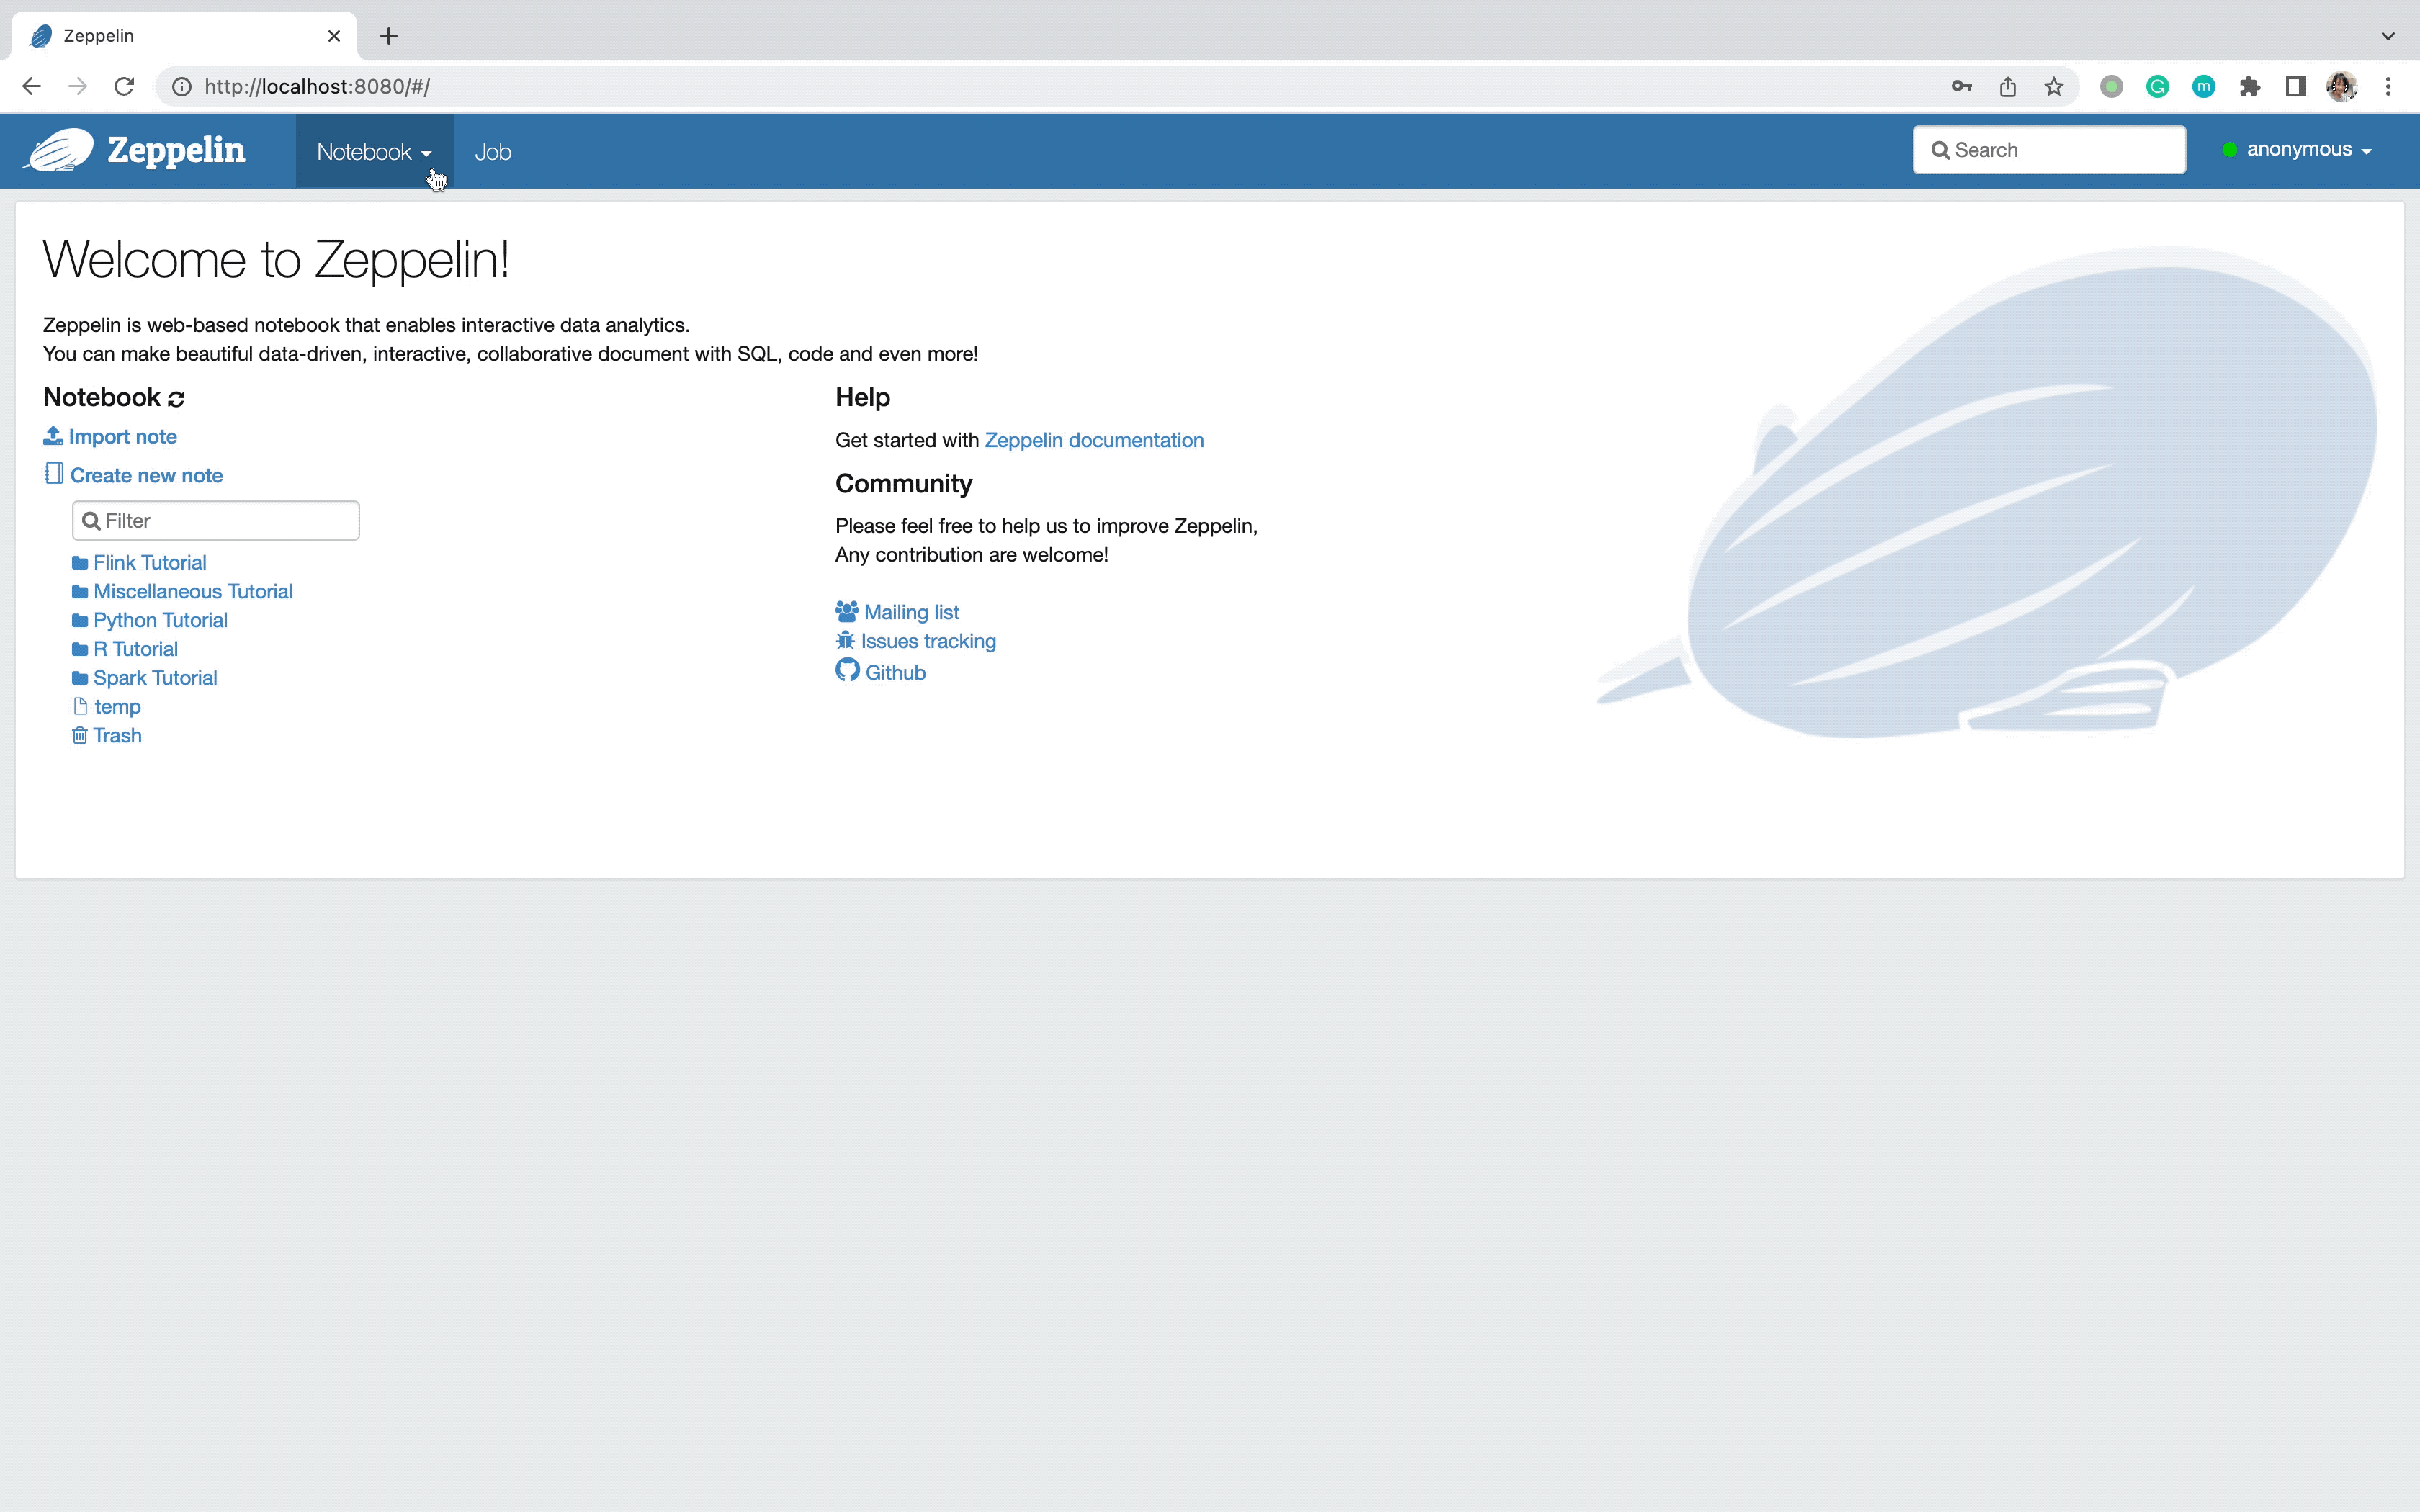 Zeppelin
http://localhost:8080/#/
G
m
Zeppelin
Notebook
Job
Search
anonymous
Welcome to Zeppelin!
Zeppelin is web-based notebook that enables interactive data analytics.
You can make beautiful data-driven, interactive, collaborative document with SQL, code and even more!
Notebook
Import note
Create new note
Filter
Flink Tutorial
Miscellaneous Tutorial
Python Tutorial
R Tutorial
Spark Tutorial
temp
Trash
Help
Get started with Zeppelin documentation
Community
Please feel free to help us to improve Zeppelin,
Any contribution are welcome!
Mailing list
Issues tracking
Github